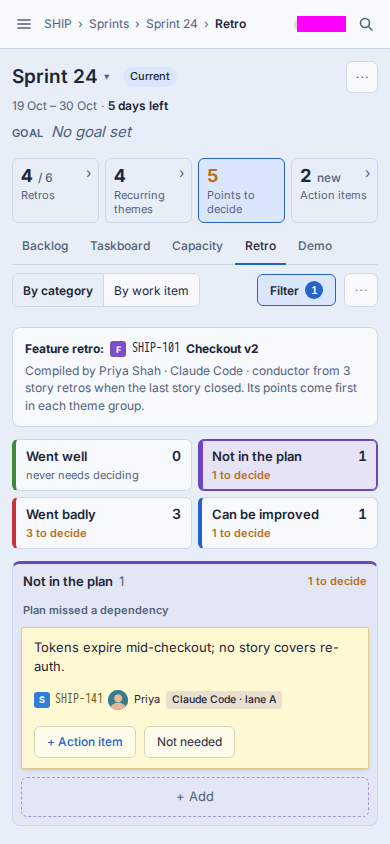 SHIP › Sprints › Sprint 24 › Retro
Sprint 24 ▾ Current ···
19 Oct – 30 Oct · 5 days left
GOAL No goal set
4 / 6 ›
Retros
4 ›
Recurring
themes
5
Points to
decide
2 new ›
Action items
Backlog Taskboard Capacity Retro Demo
By category By work item Filter 1 ···
Feature retro: F SHIP-101 Checkout v2
Compiled by Priya Shah · Claude Code · conductor from 3
story retros when the last story closed. Its points come first
in each theme group.
Went well 0
never needs deciding
Not in the plan 1
1 to decide
Went badly 3
3 to decide
Can be improved 1
1 to decide
Not in the plan 1 1 to decide
Plan missed a dependency
Tokens expire mid-checkout; no story covers re-
auth.
S SHIP-141 Priya Claude Code · lane A
+ Action item Not needed
+ Add